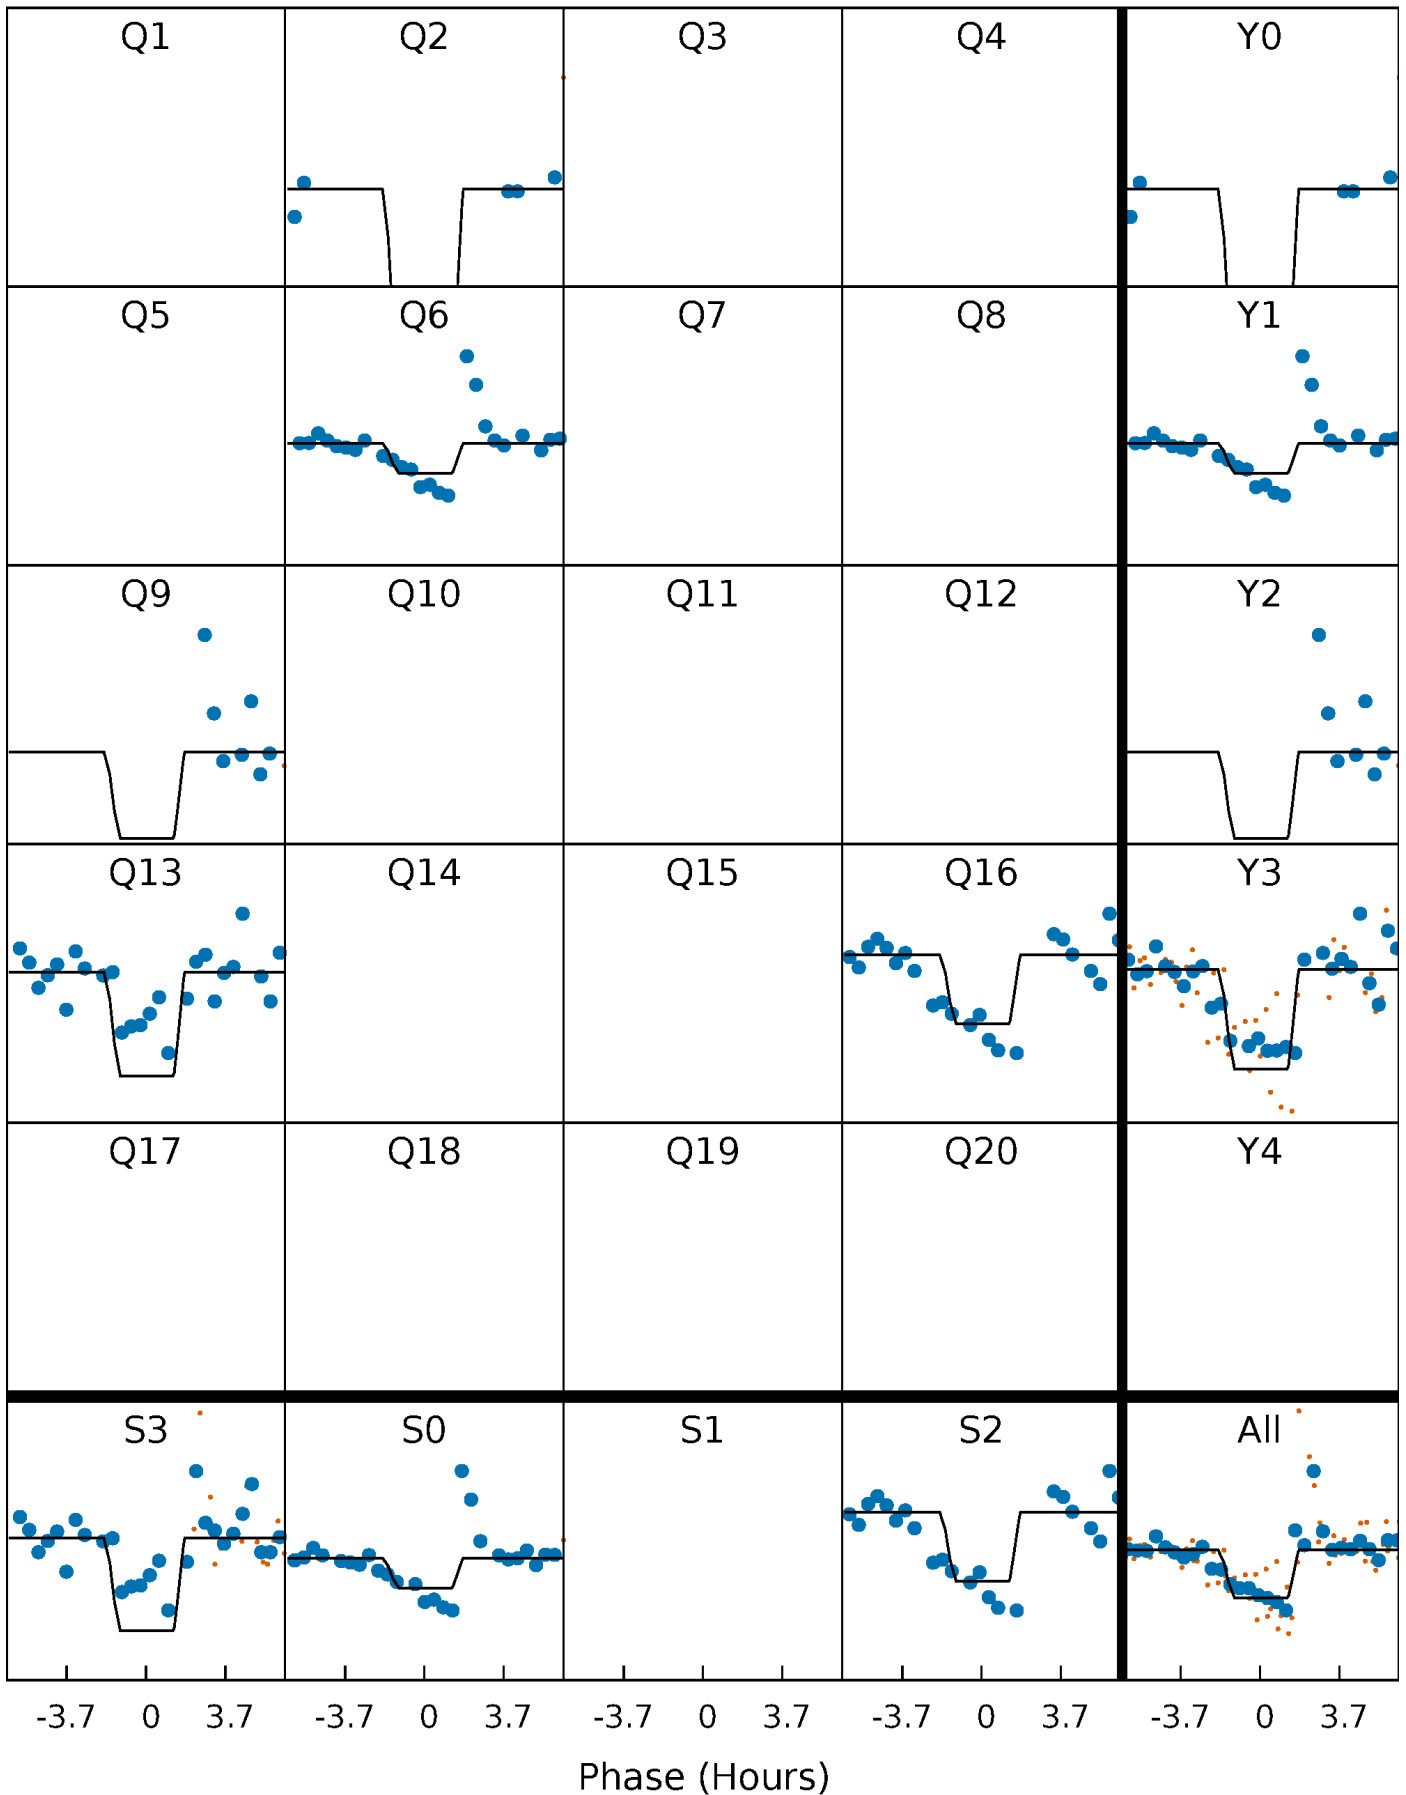 Q1 Q2 Q3 Q4 Y0
Q5 Q6 Q7 Q8 Y1
Q9 Q10 Q11 Q12 Y2
Q13 Q14 Q15 Q16 Y3
Q17 Q18 Q19 Q20 Y4
S3 S0 S1 S2 All
-3.7 0 3.7 -3.7 0 3.7 -3.7 0 3.7 -3.7 0 3.7 -3.7 0 3.7
Phase (Hours)